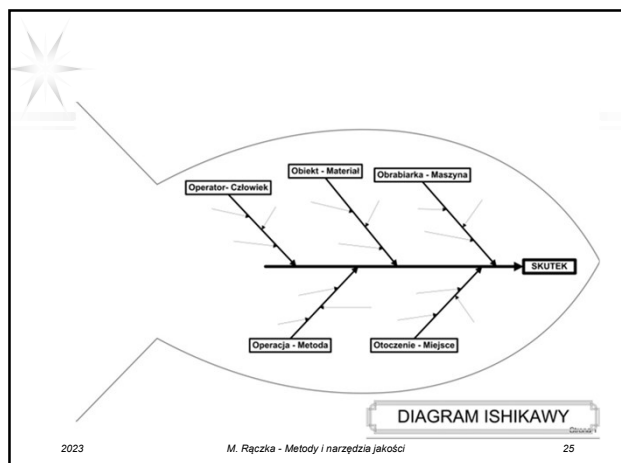 Obiekt - Materiał
Obrabiarka - Maszyna
Operator- Człowiek
SKUTEK
Operacja - Metoda
Otoczenie - Miejsce
DIAGRAM ISHIKAWY
2023
M. Rączka - Metody i narzędzia jakości
25